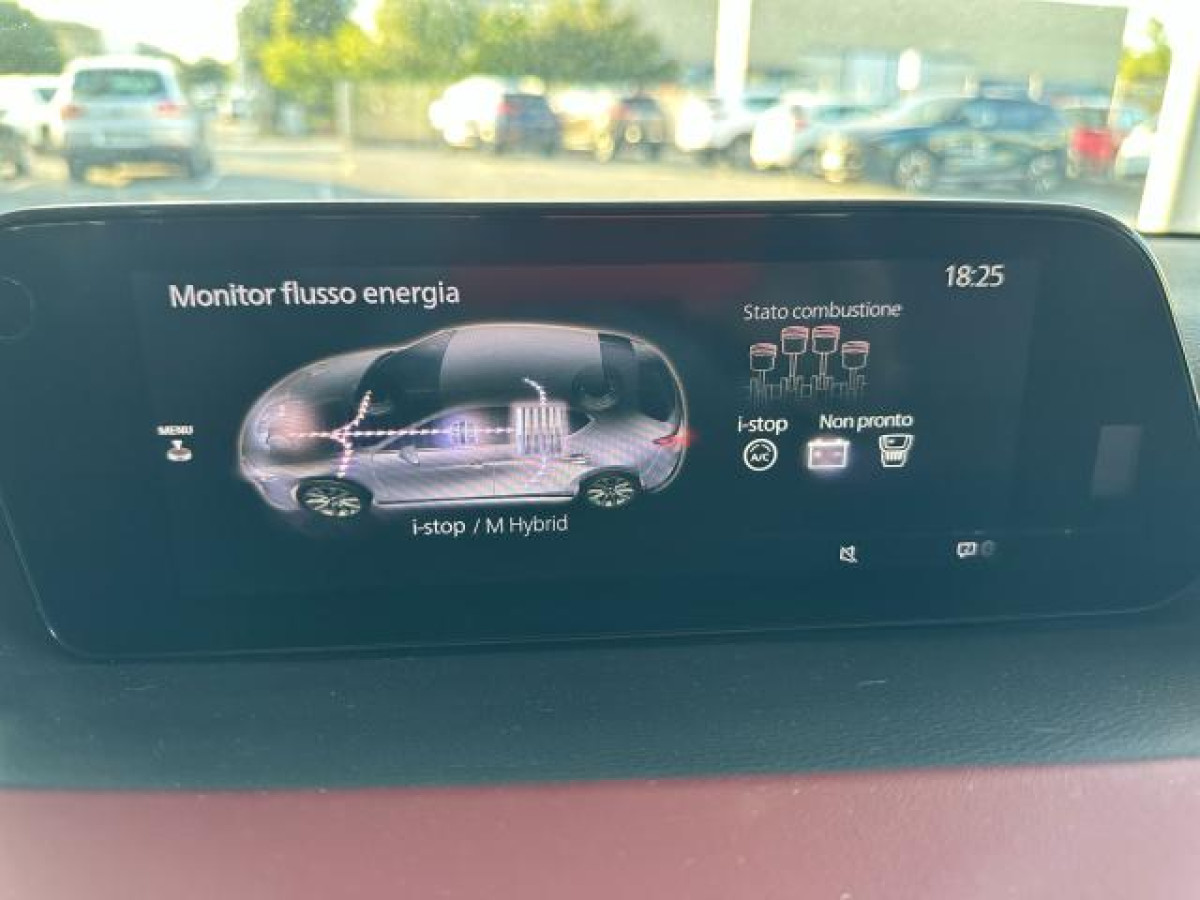 Monitor flusso energia
18:25
Stato combustione
MENU
i-stop Non pronto
A/C
i-stop / M Hybrid